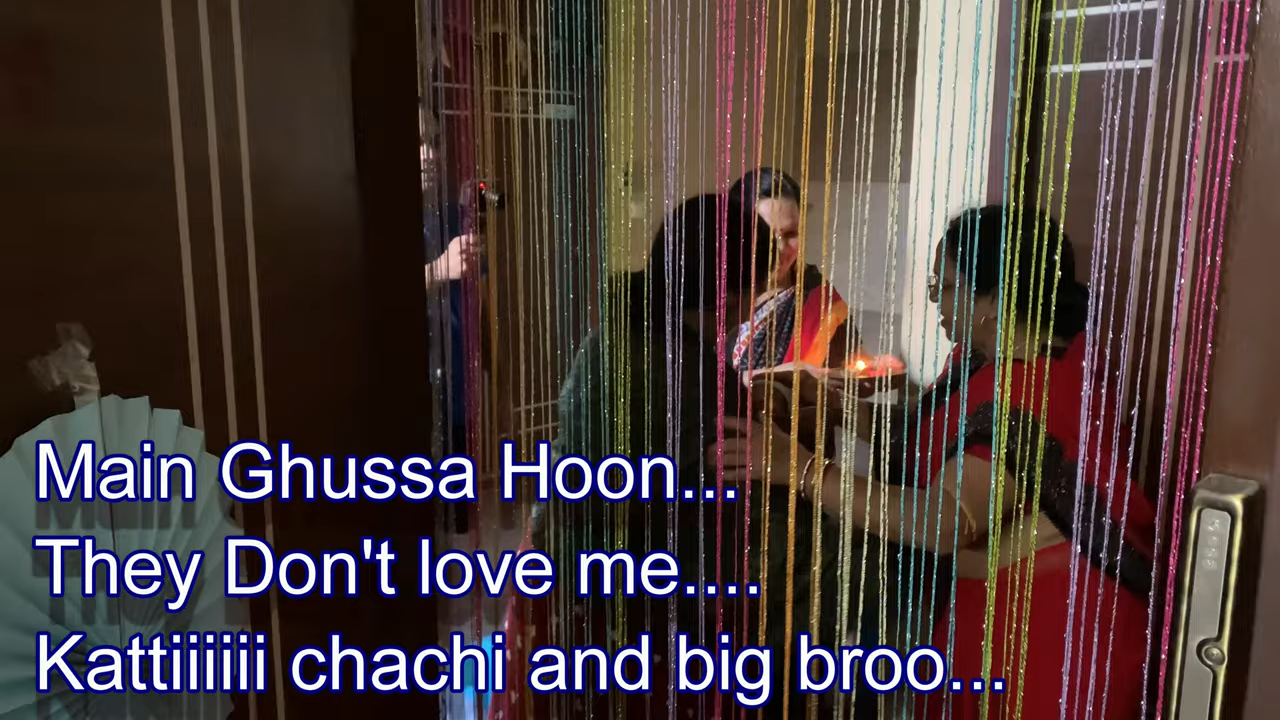 Main Ghussa Hoon...
They Don't love me....
Kattiiiiii chachi and big broo...